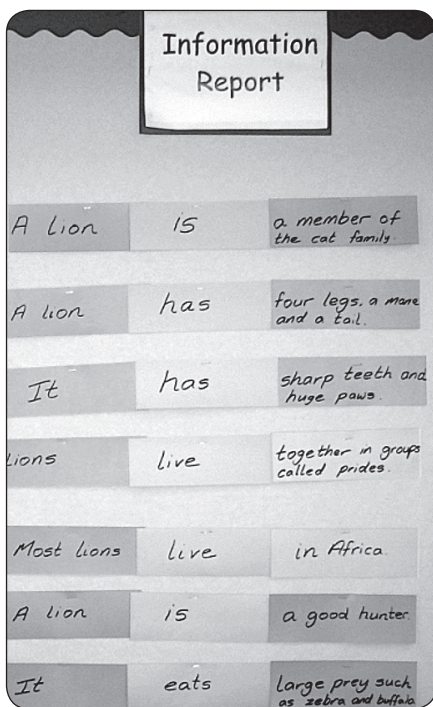 Information
Report
A lion is a member of
the cat family.
A lion has four legs, a mane
and a tail.
It has sharp teeth and
huge paws.
Lions live together in groups
called prides.
Most lions live in Africa.
A lion is a good hunter.
It eats large prey such
as zebra and buffalo